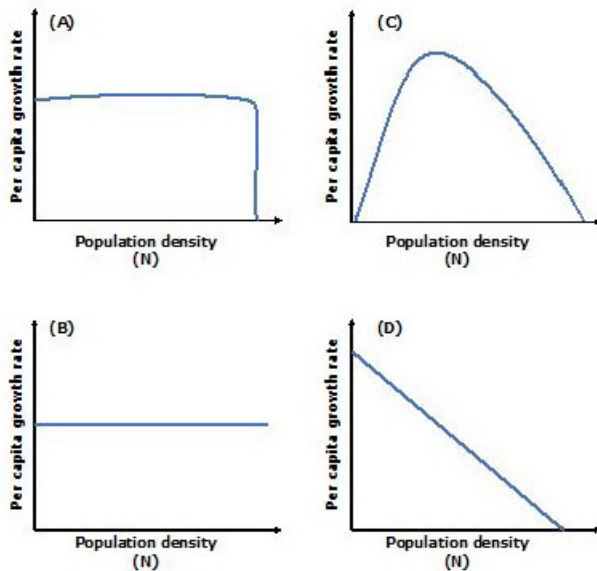 (A)
Per capita growth rate
Population density
(N)
(C)
Per capita growth rate
Population density
(N)
(B)
Per capita growth rate
Population density
(N)
(D)
Per capita growth rate
Population density
(N)